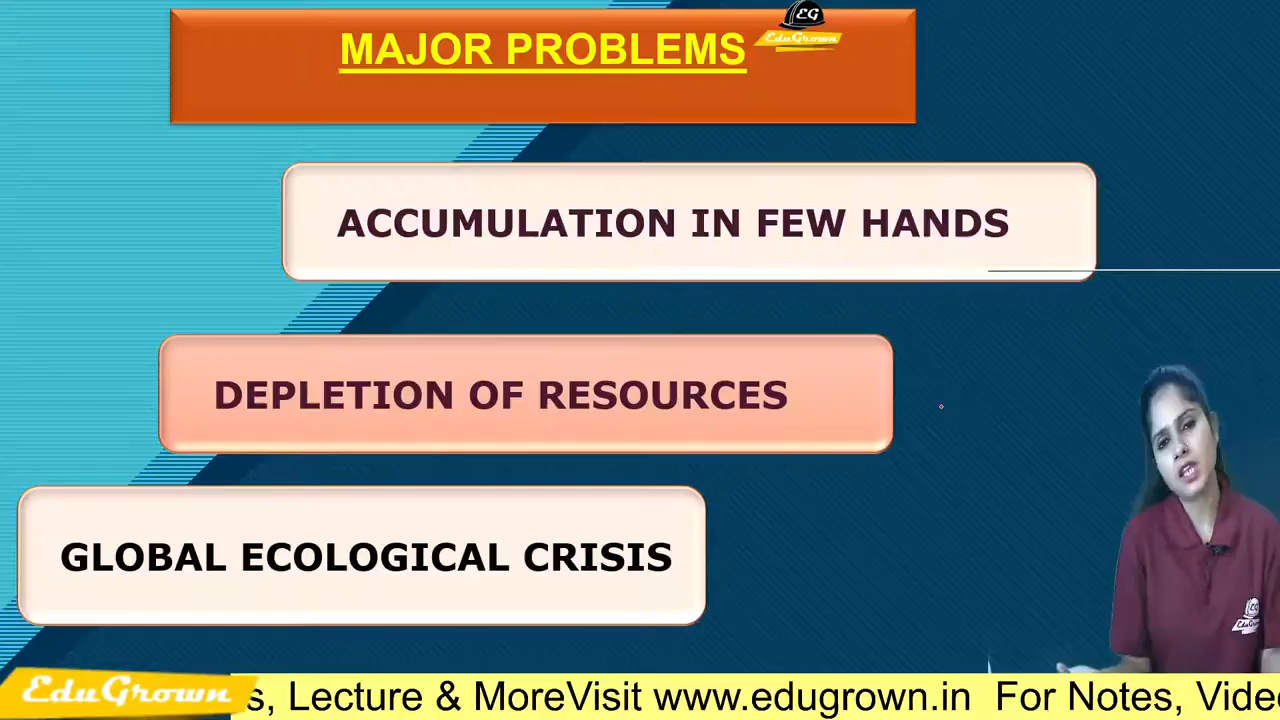 MAJOR PROBLEMS
EG
EduGrown
ACCUMULATION IN FEW HANDS
DEPLETION OF RESOURCES
GLOBAL ECOLOGICAL CRISIS
EG
EduGrown
s, Lecture & MoreVisit www.edugrown.in For Notes, Vide